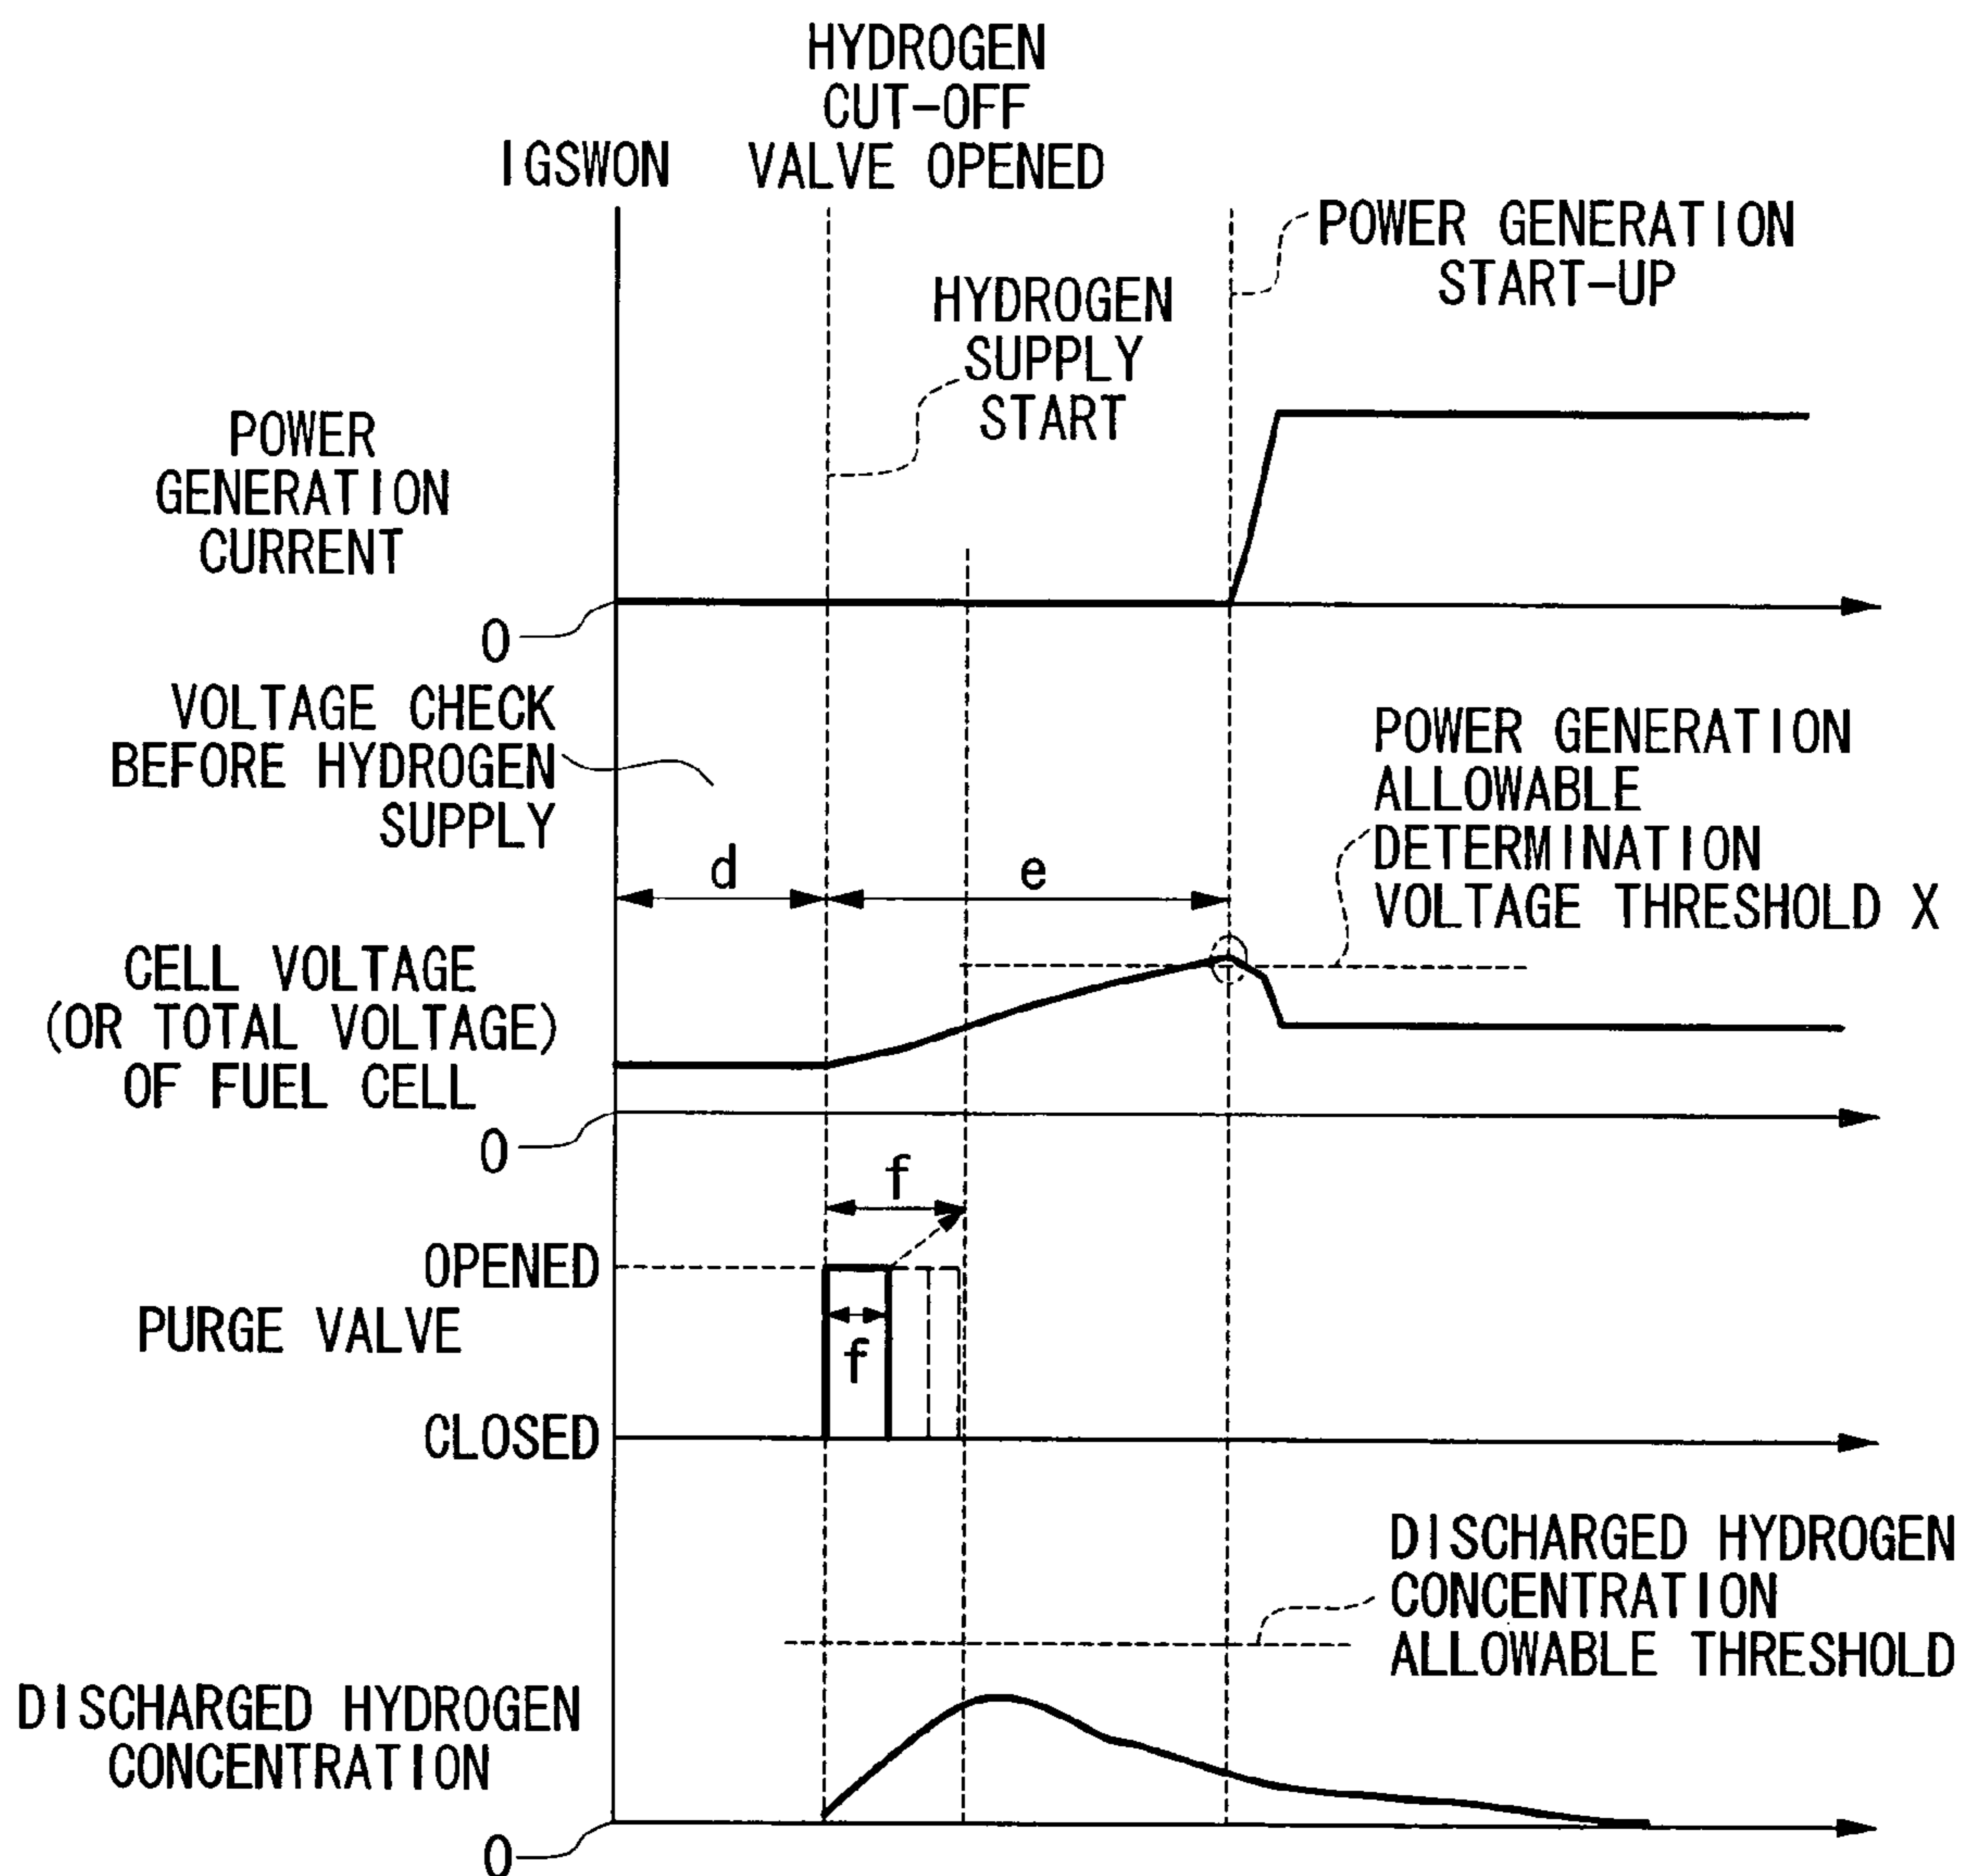 HYDROGEN
CUT-OFF
VALVE OPENED
IGSWON
POWER GENERATION
START-UP
HYDROGEN
SUPPLY
START
POWER
GENERATION
CURRENT
0
VOLTAGE CHECK
BEFORE HYDROGEN
SUPPLY
POWER GENERATION
ALLOWABLE
DETERMINATION
VOLTAGE THRESHOLD X
d
e
CELL VOLTAGE
(OR TOTAL VOLTAGE)
OF FUEL CELL
0
f
OPENED
PURGE VALVE
f
CLOSED
DISCHARGED HYDROGEN
CONCENTRATION
ALLOWABLE THRESHOLD
DISCHARGED HYDROGEN
CONCENTRATION
0